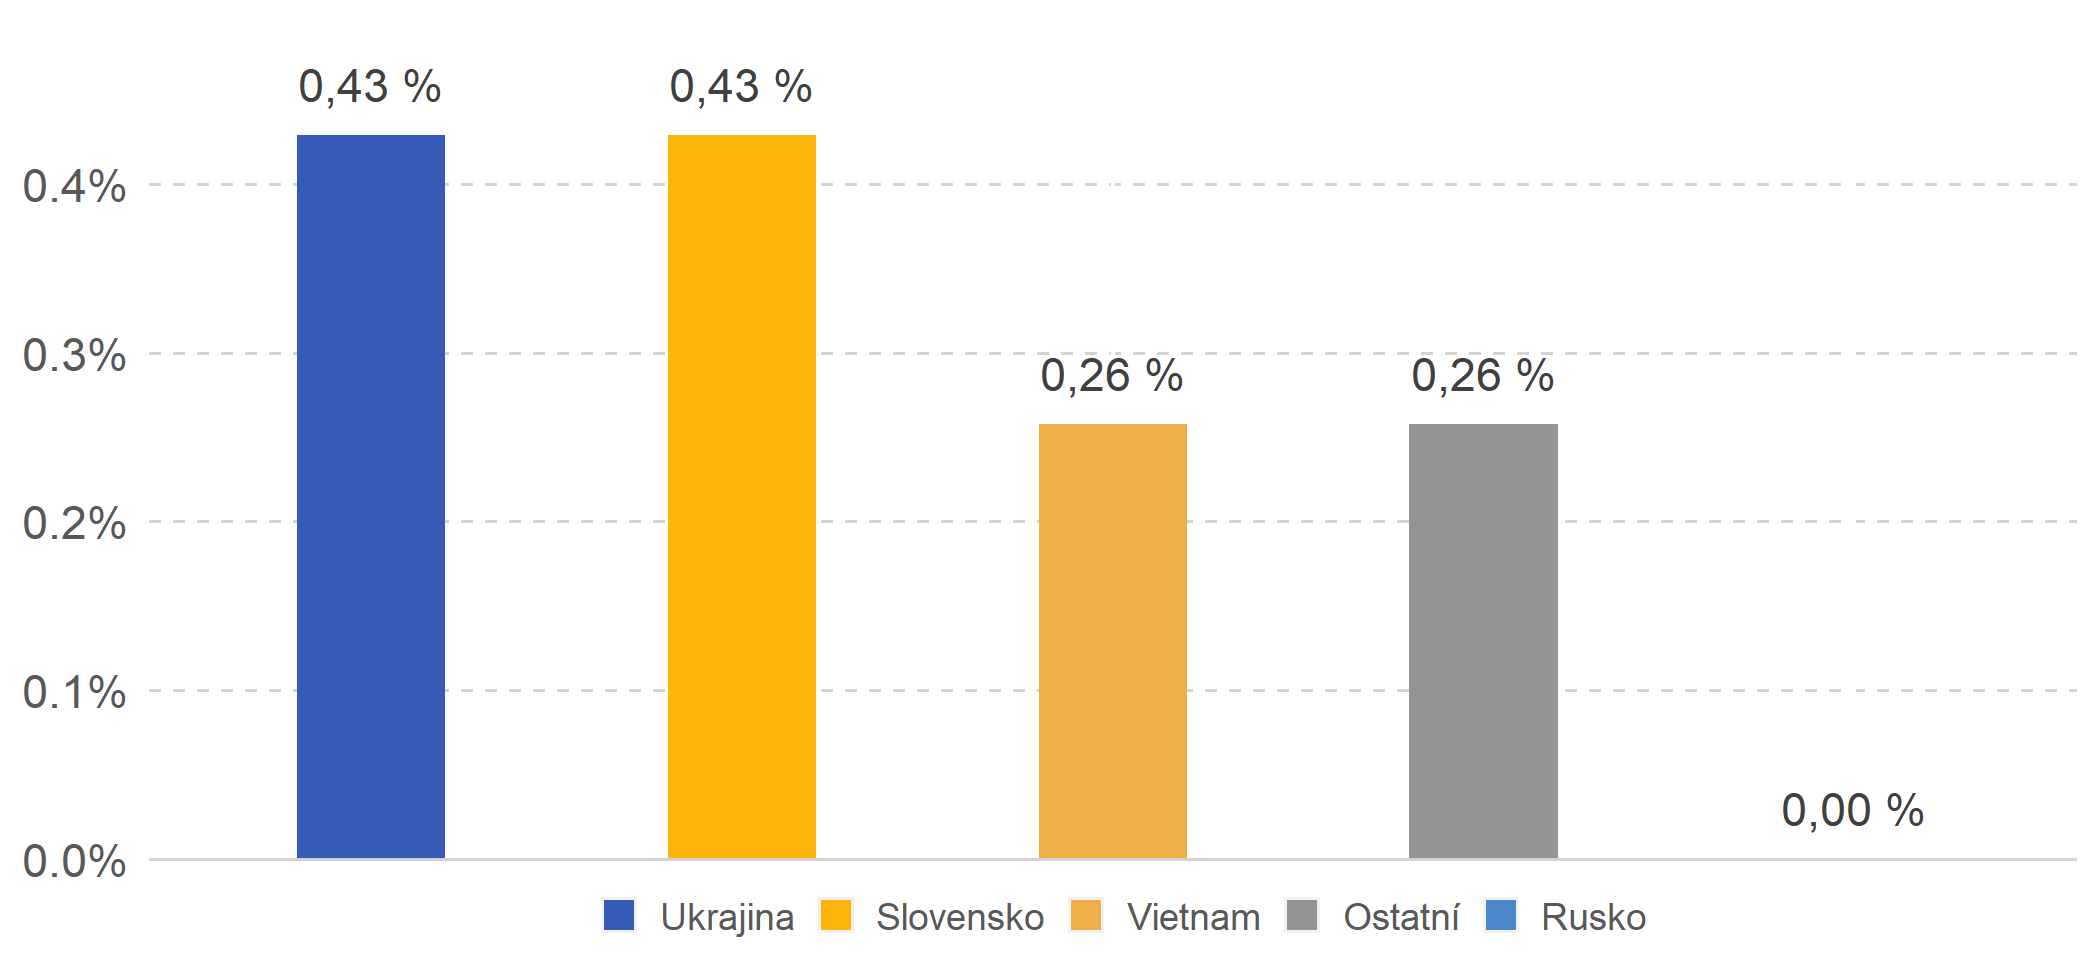 0,43 %
0,43 %
0.4%
0.3%
0,26 %
0,26 %
0.2%
0.1%
0,00 %
0.0%
Ukrajina
Slovensko
Vietnam
Ostatní
Rusko